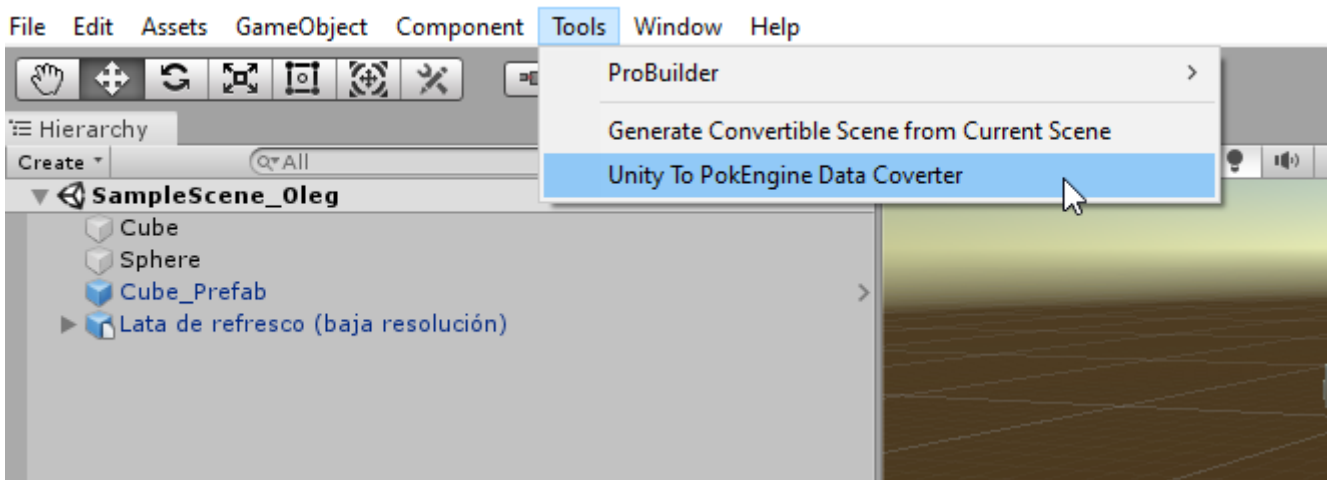 File Edit Assets GameObject Component Tools Window Help
ProBuilder
Hierarchy
Generate Convertible Scene from Current Scene
Create All
Unity To PokEngine Data Coverter
SampleScene_Oleg
Cube
Sphere
Cube_Prefab
Lata de refresco (baja resolución)